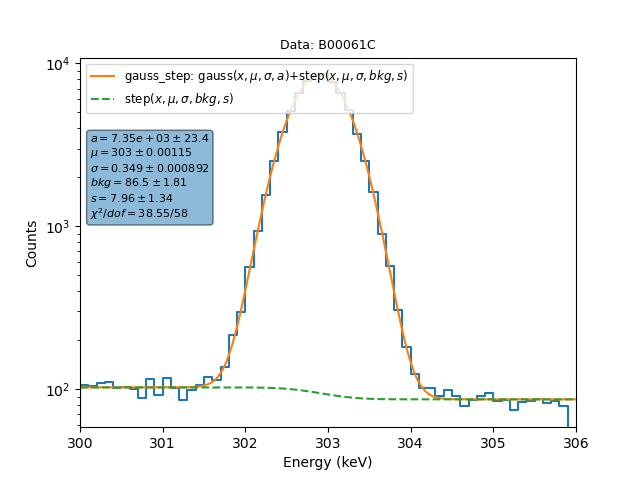 Data: B00061C
gauss_step: gauss(x, μ, σ, a)+step(x, μ, σ, bkg, s)
step(x, μ, σ, bkg, s)
a = 7.35e + 03 ± 23.4
μ = 303 ± 0.00115
σ = 0.349 ± 0.000892
bkg = 86.5 ± 1.81
s = 7.96 ± 1.34
χ²/dof = 38.55/58
10⁴
10³
10²
Counts
300 301 302 303 304 305 306
Energy (keV)